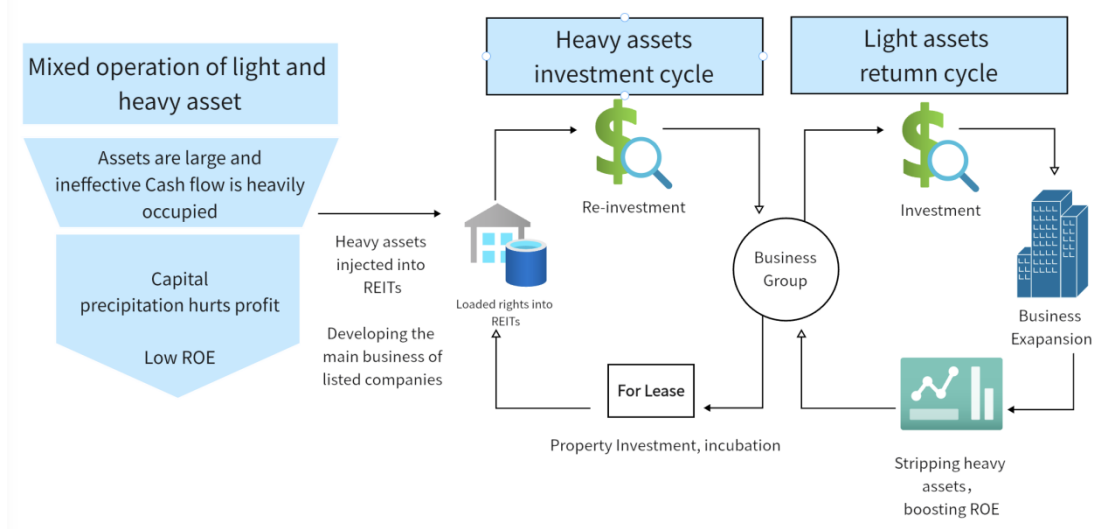 Mixed operation of light and
heavy asset
Assets are large and
ineffective Cash flow is heavily
occupied
Capital
precipitation hurts profit
Low ROE
Heavy assets
injected into
REITs
Developing the
main business of
listed companies
Heavy assets
investment cycle
Re-investment
Loaded rights into
REITs
For Lease
Property Investment, incubation
Business
Group
Light assets
retumn cycle
Investment
Business
Exapansion
Stripping heavy
assets，
boosting ROE